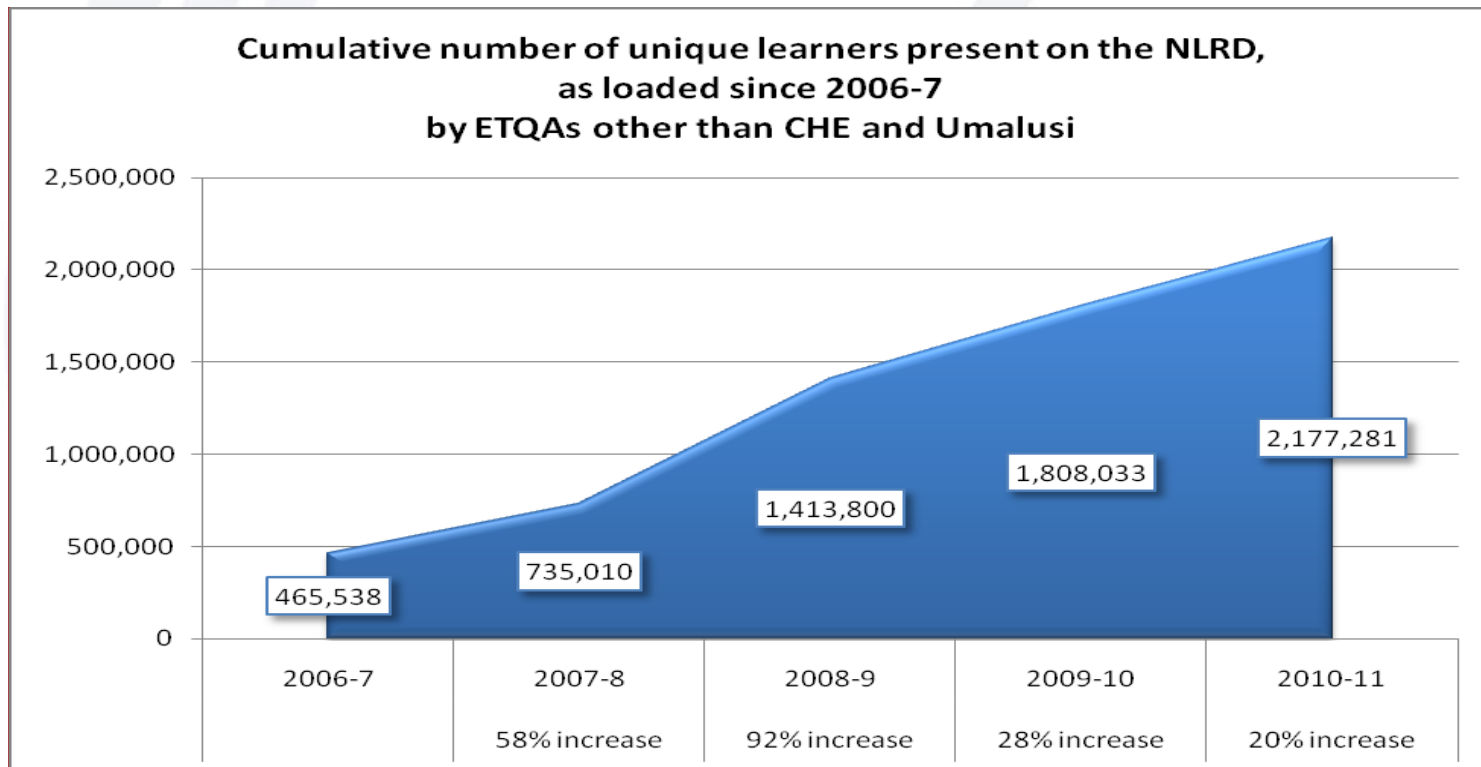 Cumulative number of unique learners present on the NLRD,
as loaded since 2006-7
by ETQAs other than CHE and Umalusi
2,500,000
2,000,000
1,500,000
1,000,000
500,000
0
465,538
735,010
1,413,800
1,808,033
2,177,281
2006-7 2007-8 2008-9 2009-10 2010-11
58% increase 92% increase 28% increase 20% increase